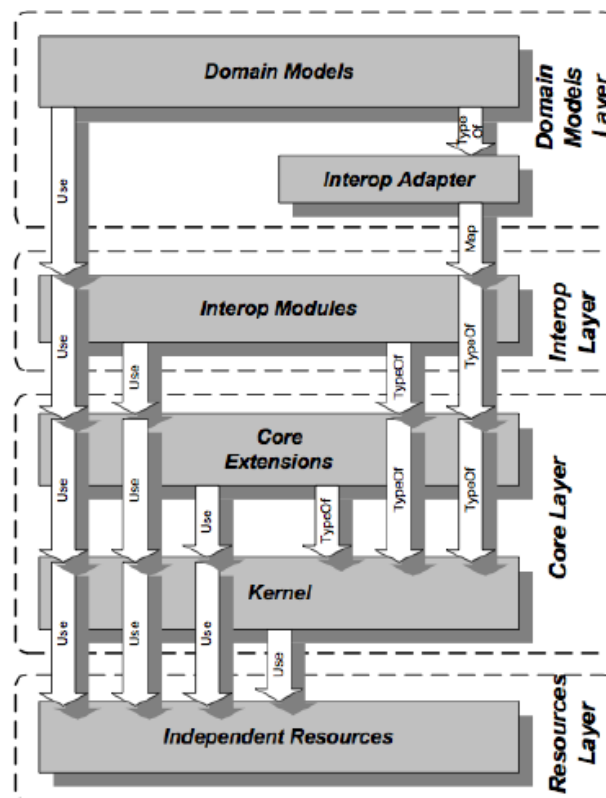 Domain Models
Domain
Models
Layer
Type
Of
Use
Interop Adapter
Map
Interop Modules
Interop
Layer
Use
TypeOf
Use
TypeOf
Core
Extensions
Core Layer
Use
Use
TypeOf
TypeOf
Use
TypeOf
Kernel
Use
Use
Use
Use
Independent Resources
Resources
Layer